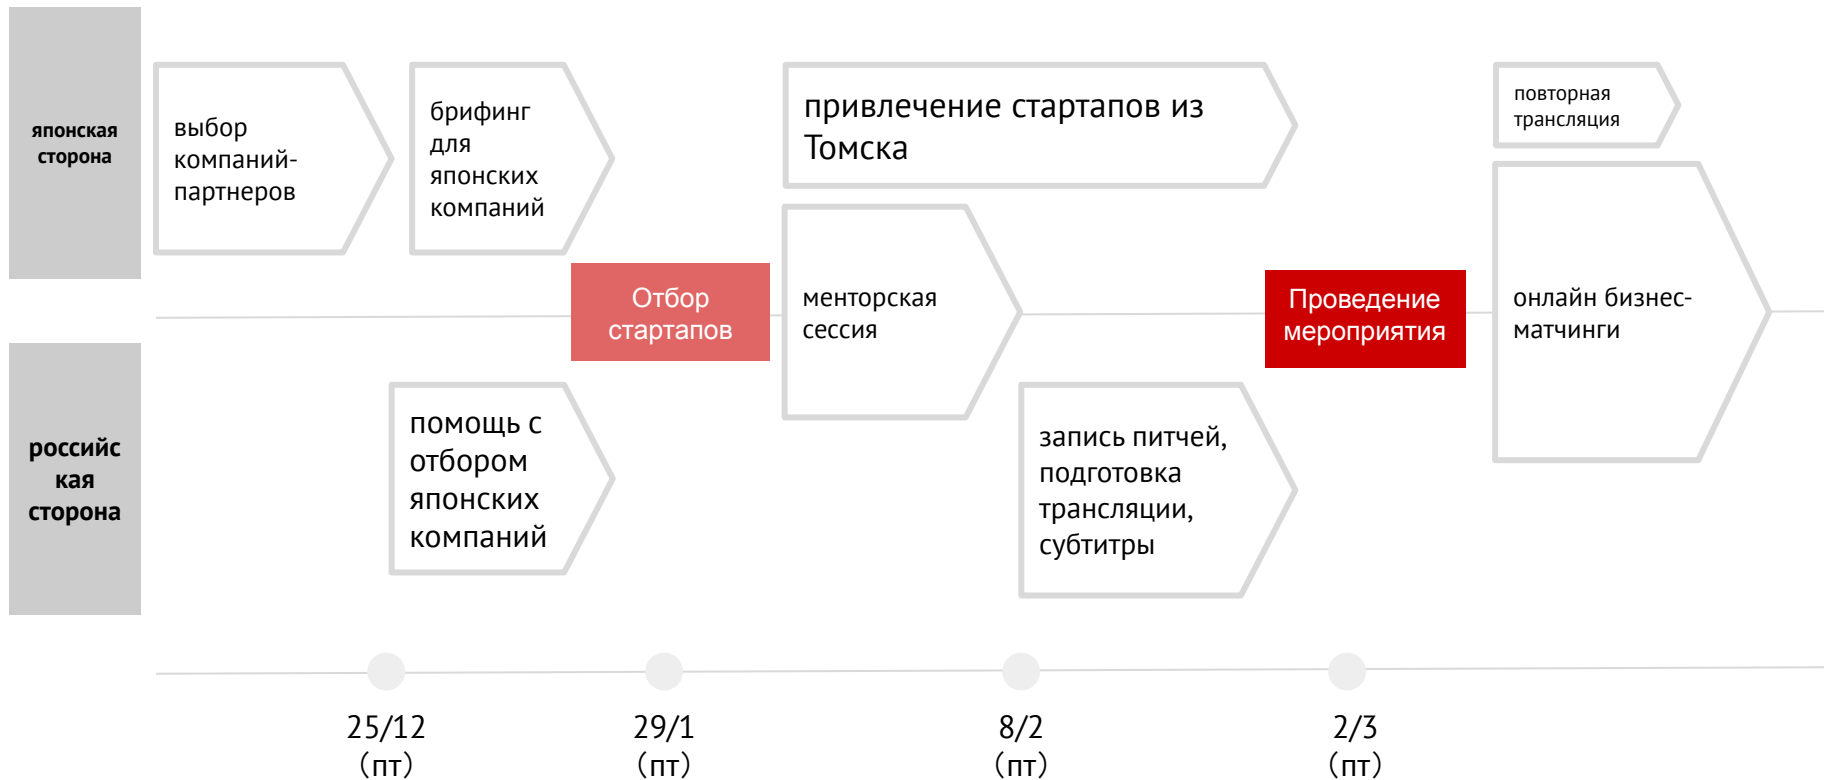 японская
сторона
выбор
компаний-
партнеров
брифинг
для
японских
компаний
привлечение стартапов из
Томска
повторная
трансляция
Отбор
стартапов
менторская
сессия
Проведение
мероприятия
онлайн бизнес-
матчинги
российс
кая
сторона
помощь с
отбором
японских
компаний
запись питчей,
подготовка
трансляции,
субтитры
25/12
（пт）
29/1
（пт）
8/2
（пт）
2/3
（пт）